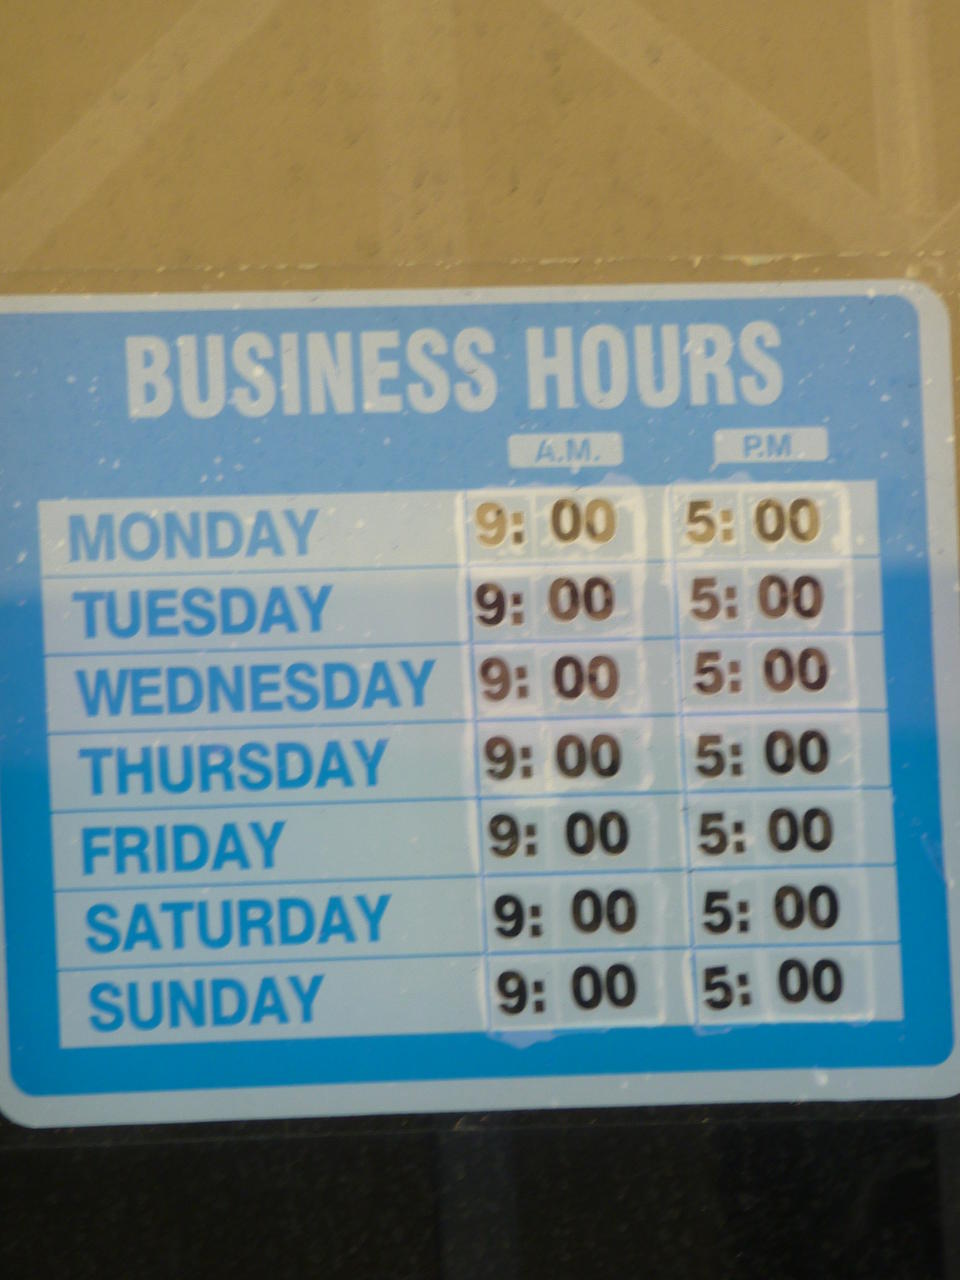 BUSINESS HOURS
A.M. P.M.
MONDAY 9: 00 5: 00
TUESDAY 9: 00 5: 00
WEDNESDAY 9: 00 5: 00
THURSDAY 9: 00 5: 00
FRIDAY 9: 00 5: 00
SATURDAY 9: 00 5: 00
SUNDAY 9: 00 5: 00